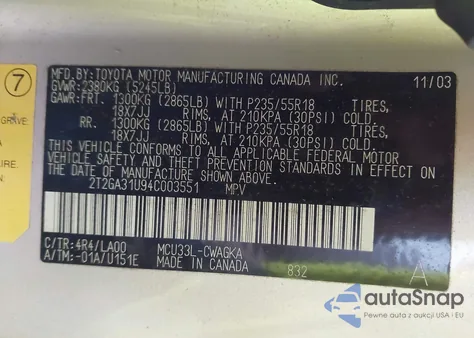 MFD.BY: TOYOTA MOTOR MANUFACTURING CANADA INC. 11/03
GVWR: 2380KG (5245LB)
GAWR: FRT. 1300KG (2865LB) WITH P235/55R18 TIRES,
18X7JJ RIMS, AT 210KPA (30PSI) COLD.
RR. 1300KG (2865LB) WITH P235/55R18 TIRES,
18X7JJ RIMS, AT 210KPA (30PSI) COLD.
THIS VEHICLE CONFORMS TO ALL APPLICABLE FEDERAL MOTOR
VEHICLE SAFETY AND THEFT PREVENTION STANDARDS IN EFFECT ON
THE DATE OF MANUFACTURE SHOWN ABOVE.
2T2GA31U94C003551 MPV
C/TR: 4R4/LA00 MCU33L-CWAGKA
A/TM: -01A/U151E MADE IN CANADA 832 A
7
GRAVE
AIRE
EN
autoSnap
Pewne auta z aukcji USA i EU